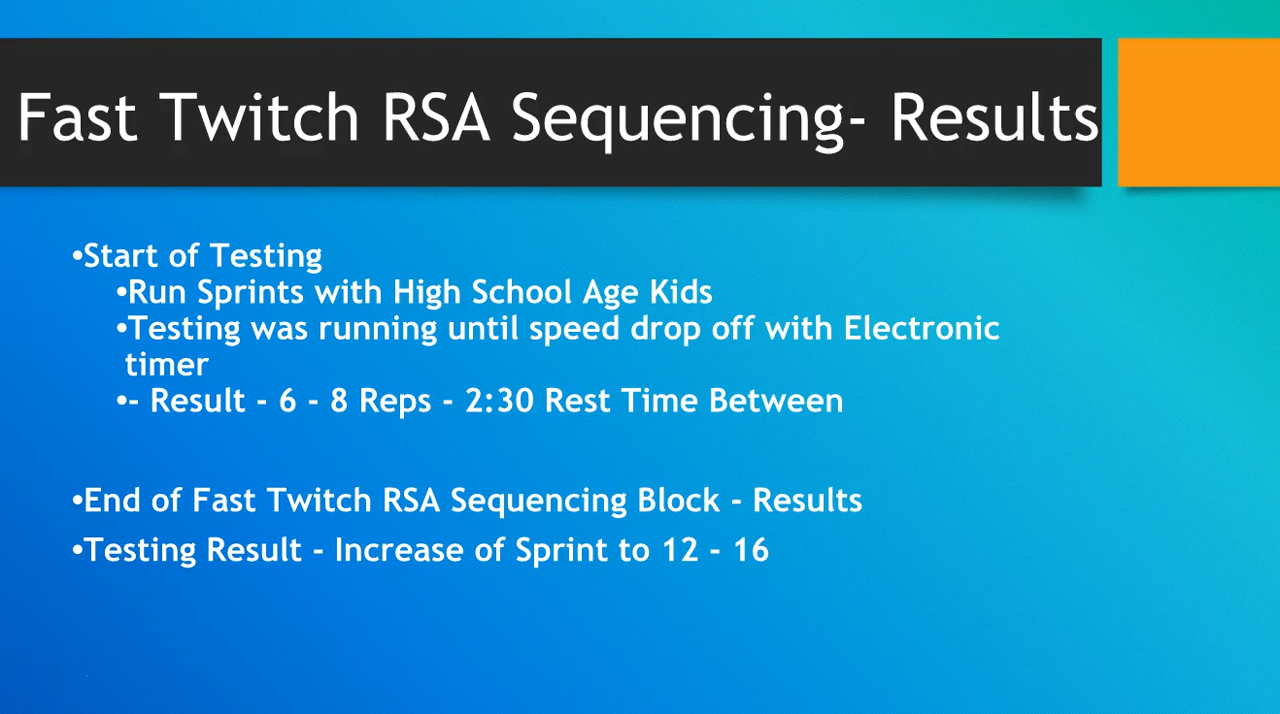 Fast Twitch RSA Sequencing- Results
•Start of Testing
•Run Sprints with High School Age Kids
•Testing was running until speed drop off with Electronic
timer
•- Result - 6 - 8 Reps - 2:30 Rest Time Between
•End of Fast Twitch RSA Sequencing Block - Results
•Testing Result - Increase of Sprint to 12 - 16